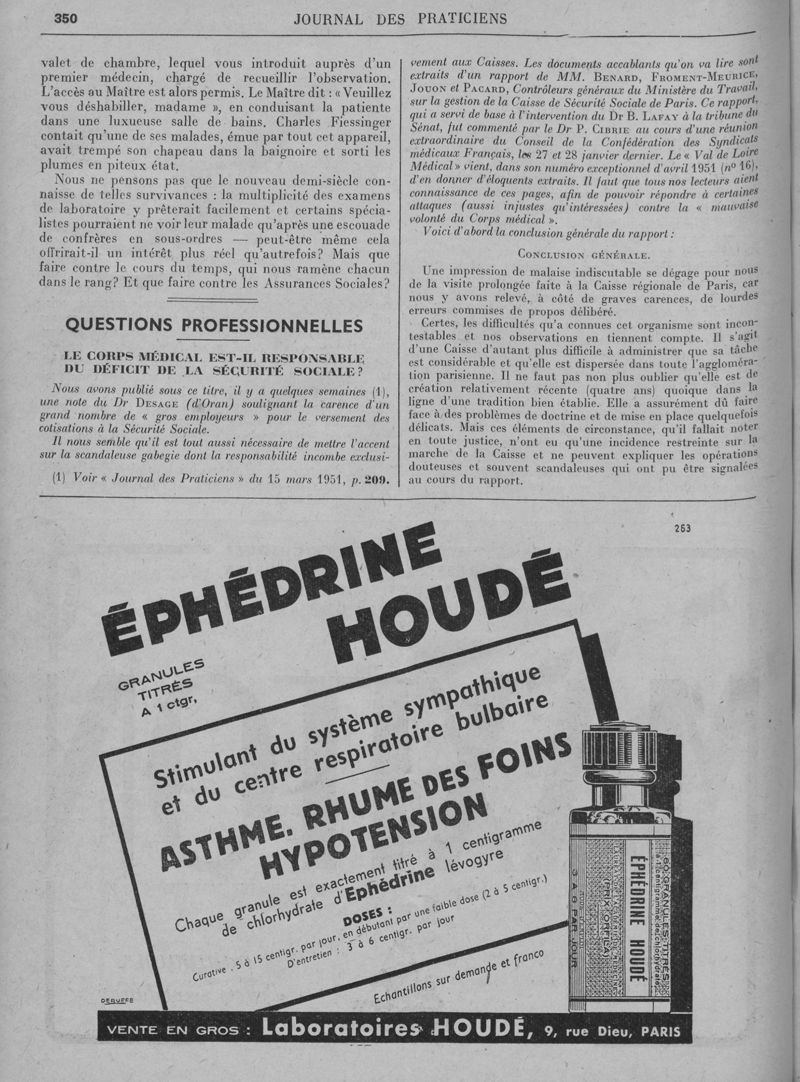 350
JOURNAL DES PRATICIENS
valet de chambre, lequel vous introduit auprès d'un
premier médecin, chargé de recueillir l'observation.
L'accès au Maître est alors permis. Le Maître dit : « Veuillez
vous déshabiller, madame », en conduisant la patiente
dans une luxueuse salle de bains. Charles Fiessinger
contait qu'une de ses malades, émue par tout cet appareil,
avait trempé son chapeau dans la baignoire et sorti les
plumes en piteux état.
Nous ne pensons pas que le nouveau demi-siècle con-
naisse de telles survivances : la multiplicité des examens
de laboratoire y prêterait facilement et certains spécia-
listes pourraient ne voir leur malade qu'après une escouade
de confrères en sous-ordres — peut-être même cela
offrirait-il un intérêt plus réel qu'autrefois? Mais que
faire contre le cours du temps, qui nous ramène chacun
dans le rang? Et que faire contre les Assurances Sociales?
QUESTIONS PROFESSIONNELLES
LE CORPS MÉDICAL EST-IL RESPONSABLE
DU DÉFICIT DE LA SÉCURITÉ SOCIALE?
Nous avons publié sous ce titre, il y a quelques semaines (1),
une note du Dr DESAGE (d'Oran) soulignant la carence d'un
grand nombre de « gros employeurs » pour le versement des
cotisations à la Sécurité Sociale.
Il nous semble qu'il est tout aussi nécessaire de mettre l'accent
sur la scandaleuse gabegie dont la responsabilité incombe exclusi-
(1) Voir « Journal des Praticiens » du 15 mars 1951, p. 209.
vement aux Caisses. Les documents accablants qu'on va lire sont
extraits d'un rapport de MM. BENARD, FROMENT-MEURICE,
JOUON et PACARD, Contrôleurs généraux du Ministère du Travail,
sur la gestion de la Caisse de Sécurité Sociale de Paris. Ce rapport,
qui a servi de base à l'intervention du Dr B. LAFAY à la tribune du
Sénat, fut commenté par le Dr P. CIBRIE au cours d'une réunion
extraordinaire du Conseil de la Confédération des Syndicats
médicaux Français, les 27 et 28 janvier dernier. Le « Val de Loire
Médical » vient, dans son numéro exceptionnel d'avril 1951 (n° 16),
d'en donner d'éloquents extraits. Il faut que tous nos lecteurs aient
connaissance de ces pages, afin de pouvoir répondre à certaines
attaques (aussi injustes qu'intéressées) contre la « mauvaise
volonté du Corps médical ».
Voici d'abord la conclusion générale du rapport :
CONCLUSION GÉNÉRALE.
Une impression de malaise indiscutable se dégage pour nous
de la visite prolongée faite à la Caisse régionale de Paris, car
nous y avons relevé, à côté de graves carences, de lourdes
erreurs commises de propos délibéré.
Certes, les difficultés qu'a connues cet organisme sont incon-
testables et nos observations en tiennent compte. Il s'agit
d'une Caisse d'autant plus difficile à administrer que sa tâche
est considérable et qu'elle est dispersée dans toute l'aggloméra-
tion parisienne. Il ne faut pas non plus oublier qu'elle est de
création relativement récente (quatre ans) quoique dans la
ligne d'une tradition bien établie. Elle a assurément dû faire
face à des problèmes de doctrine et de mise en place quelquefois
délicats. Mais ces éléments de circonstance, qu'il fallait noter
en toute justice, n'ont eu qu'une incidence restreinte sur la
marche de la Caisse et ne peuvent expliquer les opérations
douteuses et souvent scandaleuses qui ont pu être signalées
au cours du rapport.
263
ÉPHÉDRINE
HOUDÉ
GRANULES
TITRÉS
A 1 ctgr,
Stimulant du système sympathique
et du centre respiratoire bulbaire
ASTHME. RHUME DES FOINS
HYPOTENSION
Chaque granule est exactement titré à 1 centigramme
de chlorhydrate d'Ephédrine lévogyre
DOSES :
Curative : 5 à 15 centigr. par jour, en débutant par une faible dose (2 à 5 centigr.)
D'entretien : 3 à 6 centigr. par jour
Echantillons sur demande et franco
60 GRANULES TITRÉS
ÉPHÉDRINE HOUDÉ
DERUFFE
VENTE EN GROS : Laboratoires HOUDÉ, 9, rue Dieu, PARIS